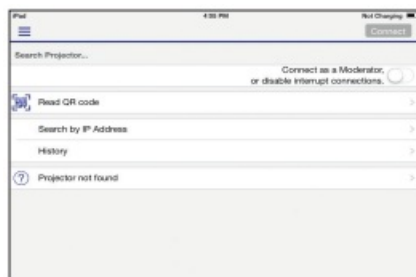 iPad 4:55 PM Not Charging
Connect
Search Projector...
Connect as a Moderator,
or disable interrupt connections.
Read QR code
Search by IP Address
History
? Projector not found